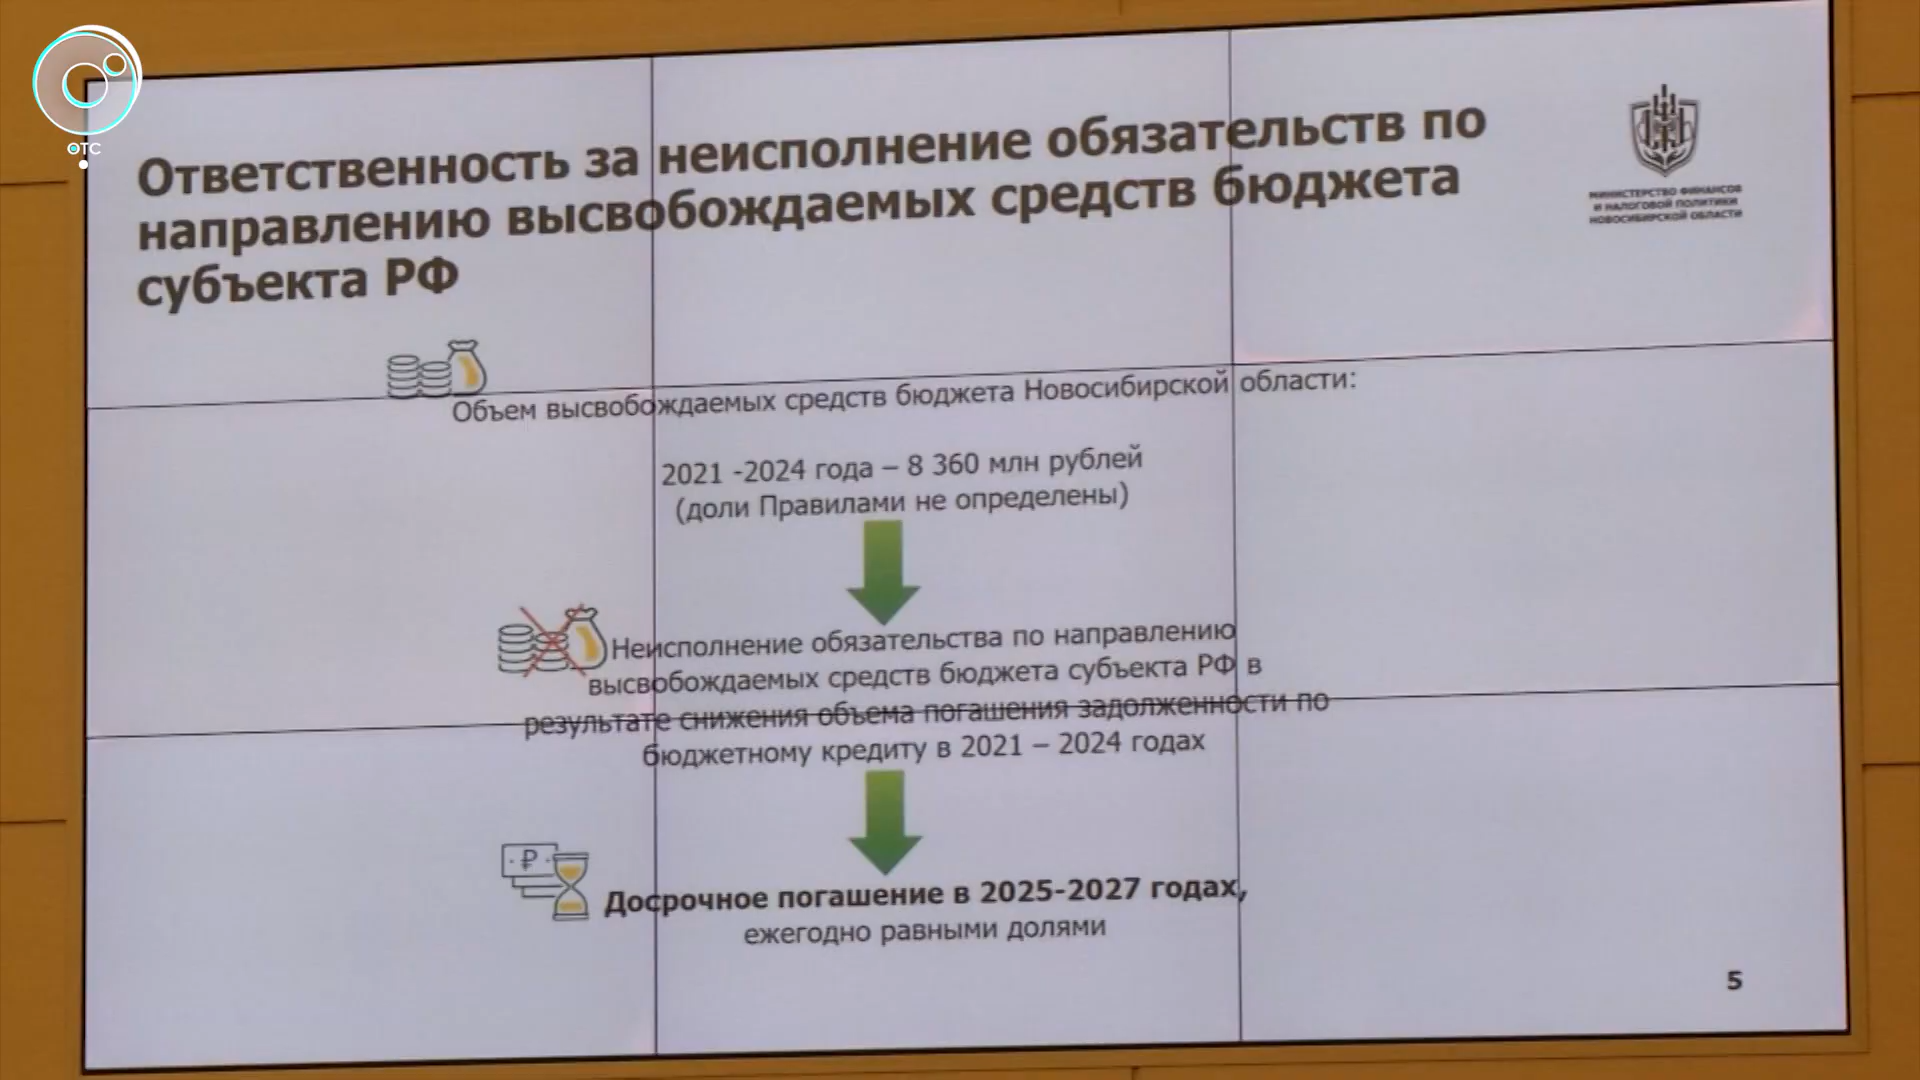 ОТС
Ответственность за неисполнение обязательств по
направлению высвобождаемых средств бюджета
субъекта РФ
МИНИСТЕРСТВО ФИНАНСОВ
И НАЛОГОВОЙ ПОЛИТИКИ
НОВОСИБИРСКОЙ ОБЛАСТИ
Объем высвобождаемых средств бюджета Новосибирской области:
2021 -2024 года – 8 360 млн рублей
(доли Правилами не определены)
Неисполнение обязательства по направлению
высвобождаемых средств бюджета субъекта РФ в
результате снижения объема погашения задолженности по
бюджетному кредиту в 2021 – 2024 годах
₽
Досрочное погашение в 2025-2027 годах,
ежегодно равными долями
5